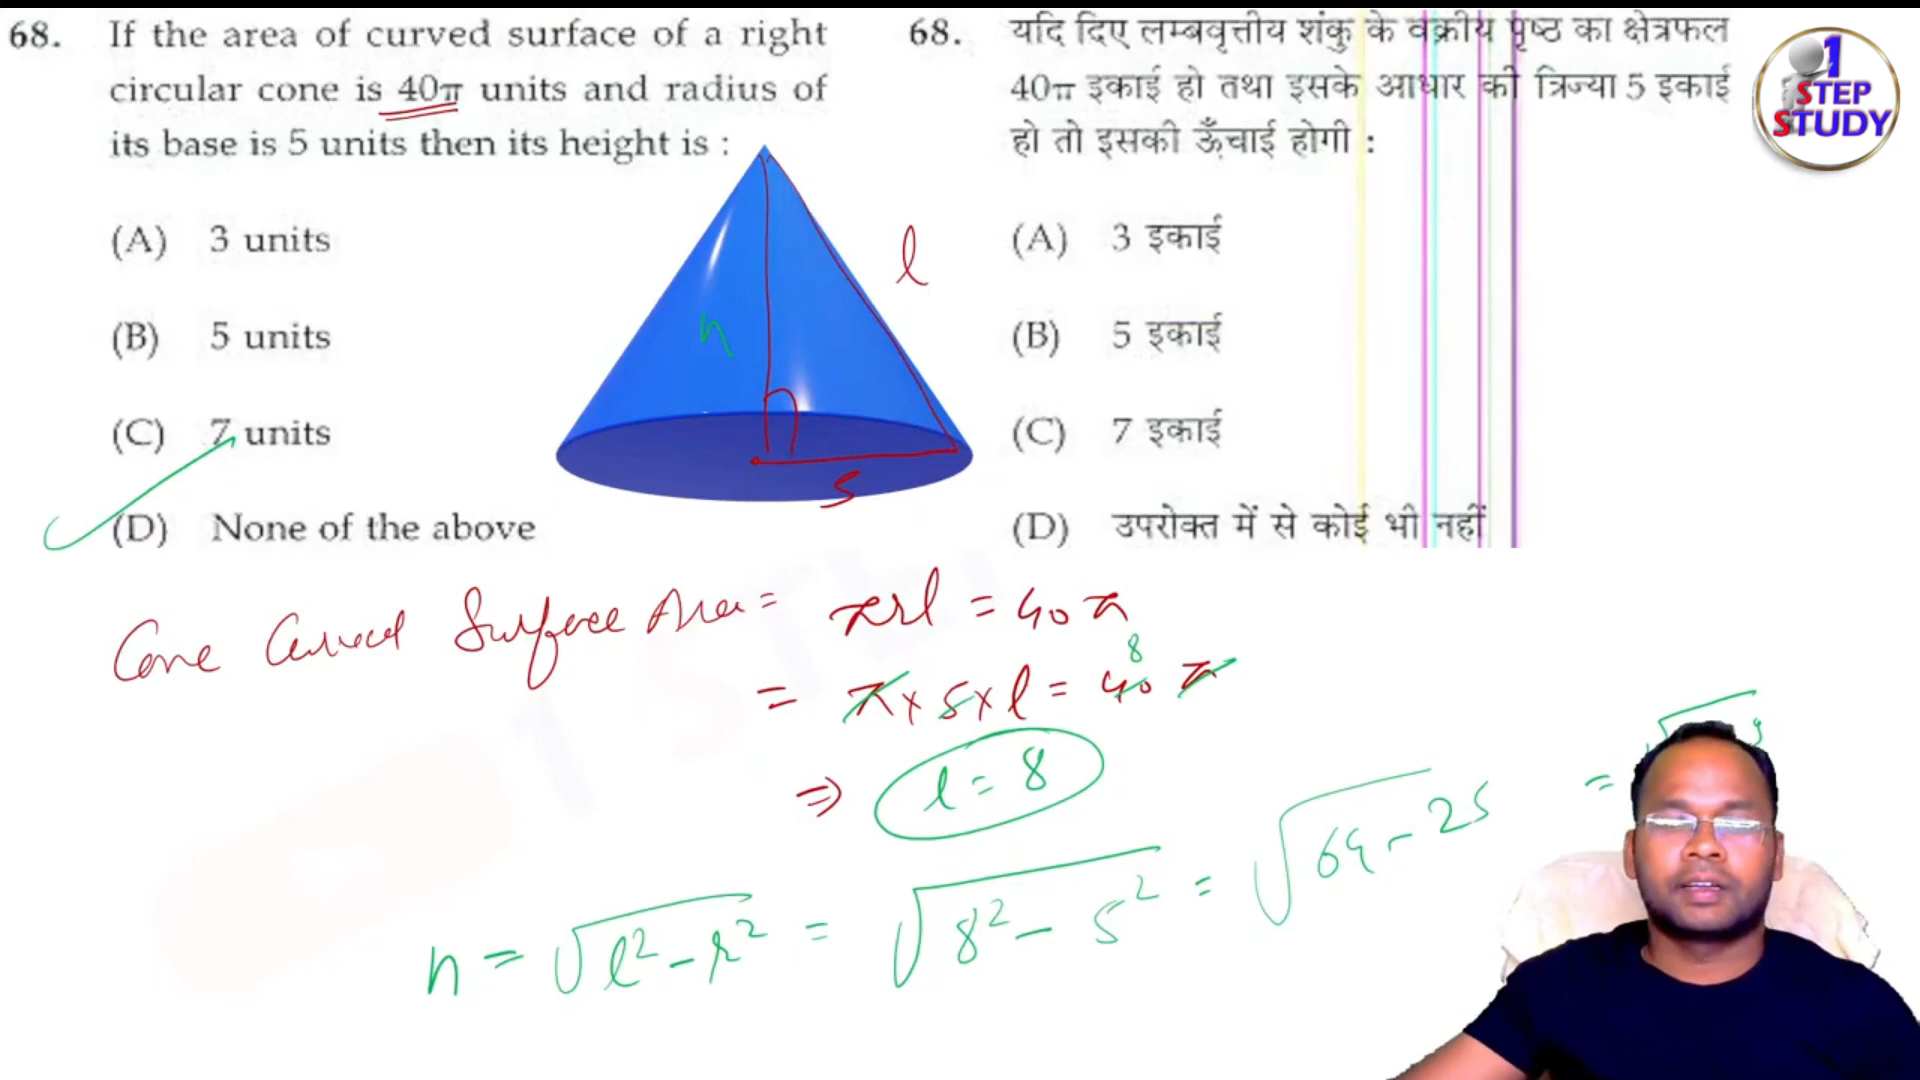 68. If the area of curved surface of a right
circular cone is 40π units and radius of
its base is 5 units then its height is :
(A) 3 units
(B) 5 units
(C) 7 units
(D) None of the above
68. यदि दिए लम्बवृत्तीय शंकु के वक्रीय पृष्ठ का क्षेत्रफल
40π इकाई हो तथा इसके आधार की त्रिज्या 5 इकाई
हो तो इसकी ऊँचाई होगी :
(A) 3 इकाई
(B) 5 इकाई
(C) 7 इकाई
(D) उपरोक्त में से कोई भी नहीं
1
STEP
STUDY
l
h
5
Cone Curved Surface Area = πrl = 40π
= π × 5 × l = 40 π
8
⇒ l = 8
h = √l² - r² = √8² - 5² = √64 - 25 =